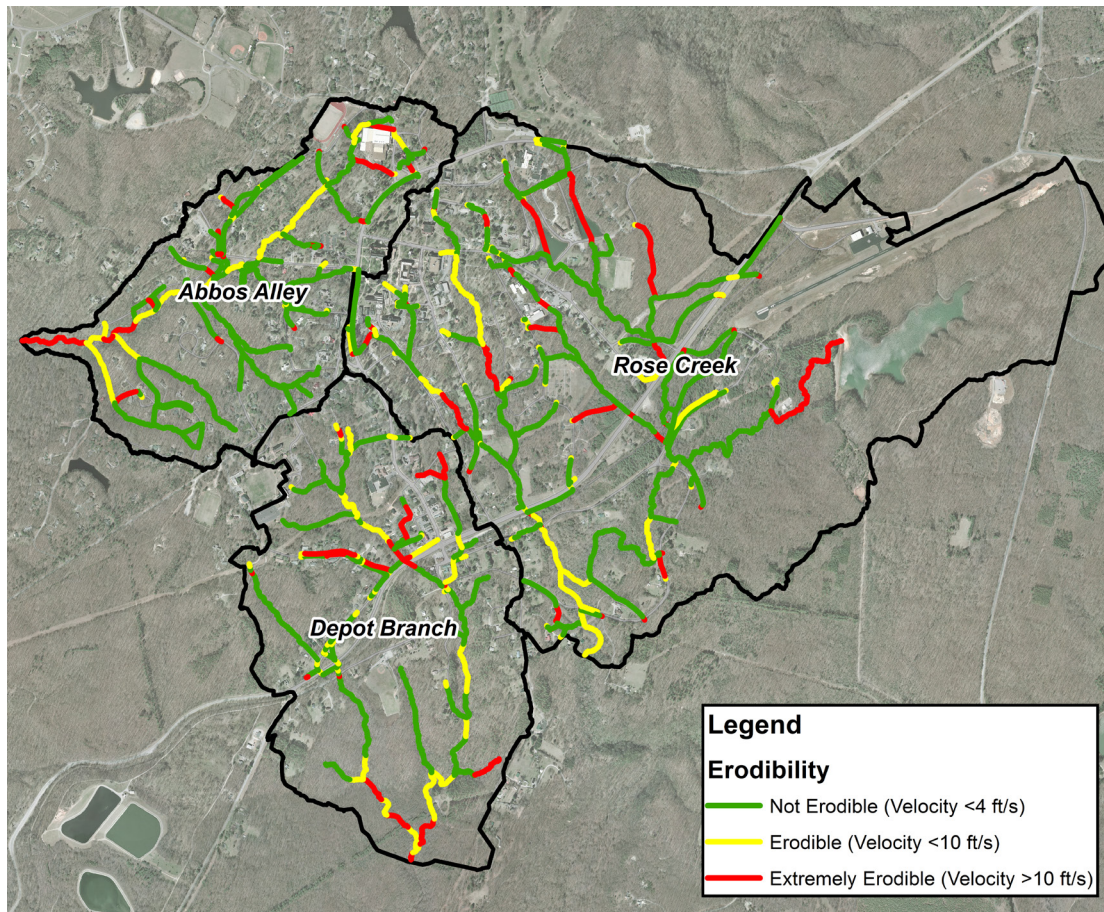 Abbos Alley
Rose Creek
Depot Branch
Legend
Erodibility
Not Erodible (Velocity <4 ft/s)
Erodible (Velocity <10 ft/s)
Extremely Erodible (Velocity >10 ft/s)